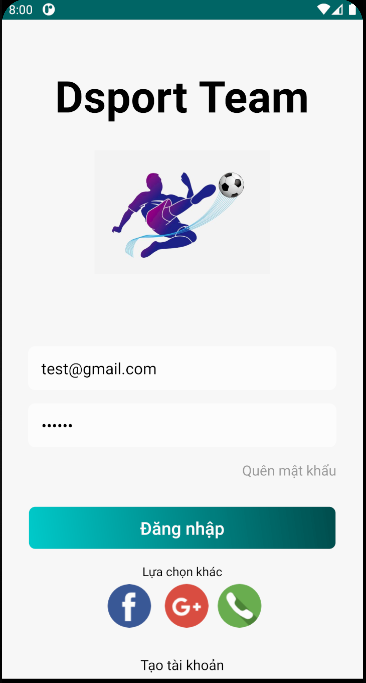 8:00
Dsport Team
test@gmail.com
••••••
Quên mật khẩu
Đăng nhập
Lựa chọn khác
f
G+
Tạo tài khoản